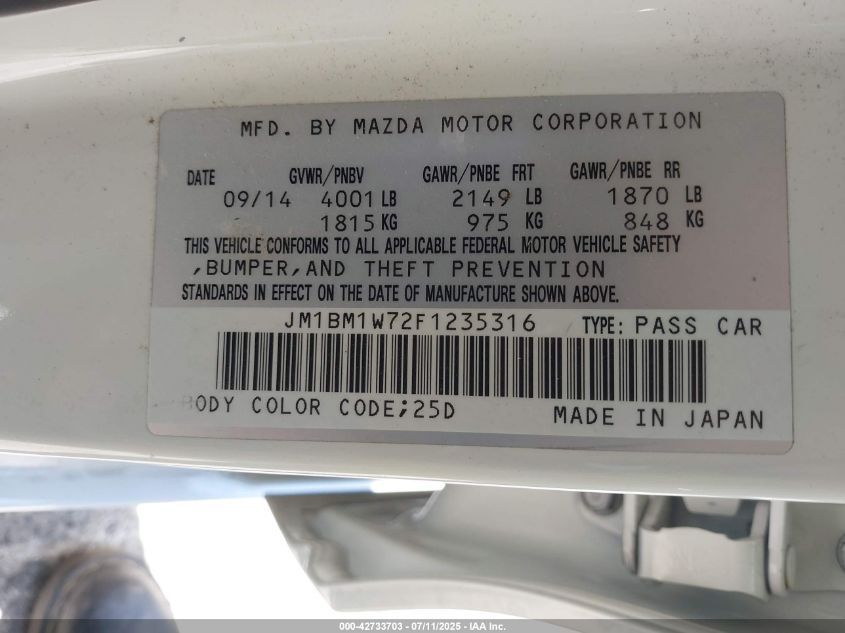 MFD. BY MAZDA MOTOR CORPORATION
DATE GVWR/PNBV GAWR/PNBE FRT GAWR/PNBE RR
09/14 4001 LB 2149 LB 1870 LB
1815 KG 975 KG 848 KG
THIS VEHICLE CONFORMS TO ALL APPLICABLE FEDERAL MOTOR VEHICLE SAFETY
,BUMPER,AND THEFT PREVENTION
STANDARDS IN EFFECT ON THE DATE OF MANUFACTURE SHOWN ABOVE.
JM1BM1W72F1235316 TYPE: PASS CAR
BODY COLOR CODE;25D MADE IN JAPAN
000-42733703 - 07/11/2025 - IAA Inc.